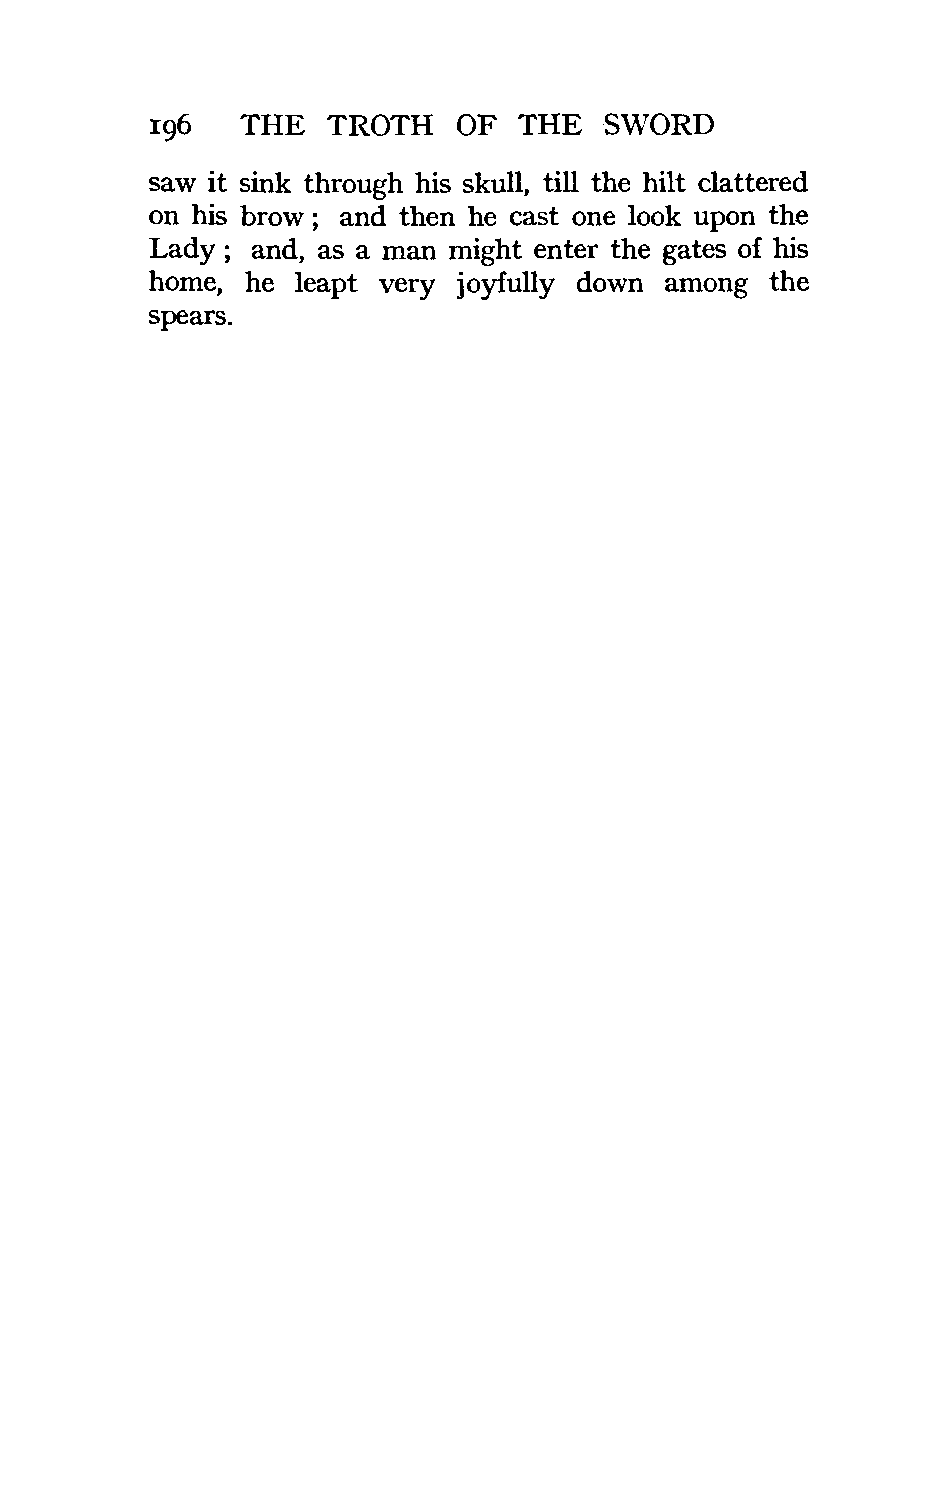 196 THE TROTH OF THE SWORD
saw it sink through his skull, till the hilt clattered
on his brow ; and then he cast one look upon the
Lady ; and, as a man might enter the gates of his
home, he leapt very joyfully down among the
spears.